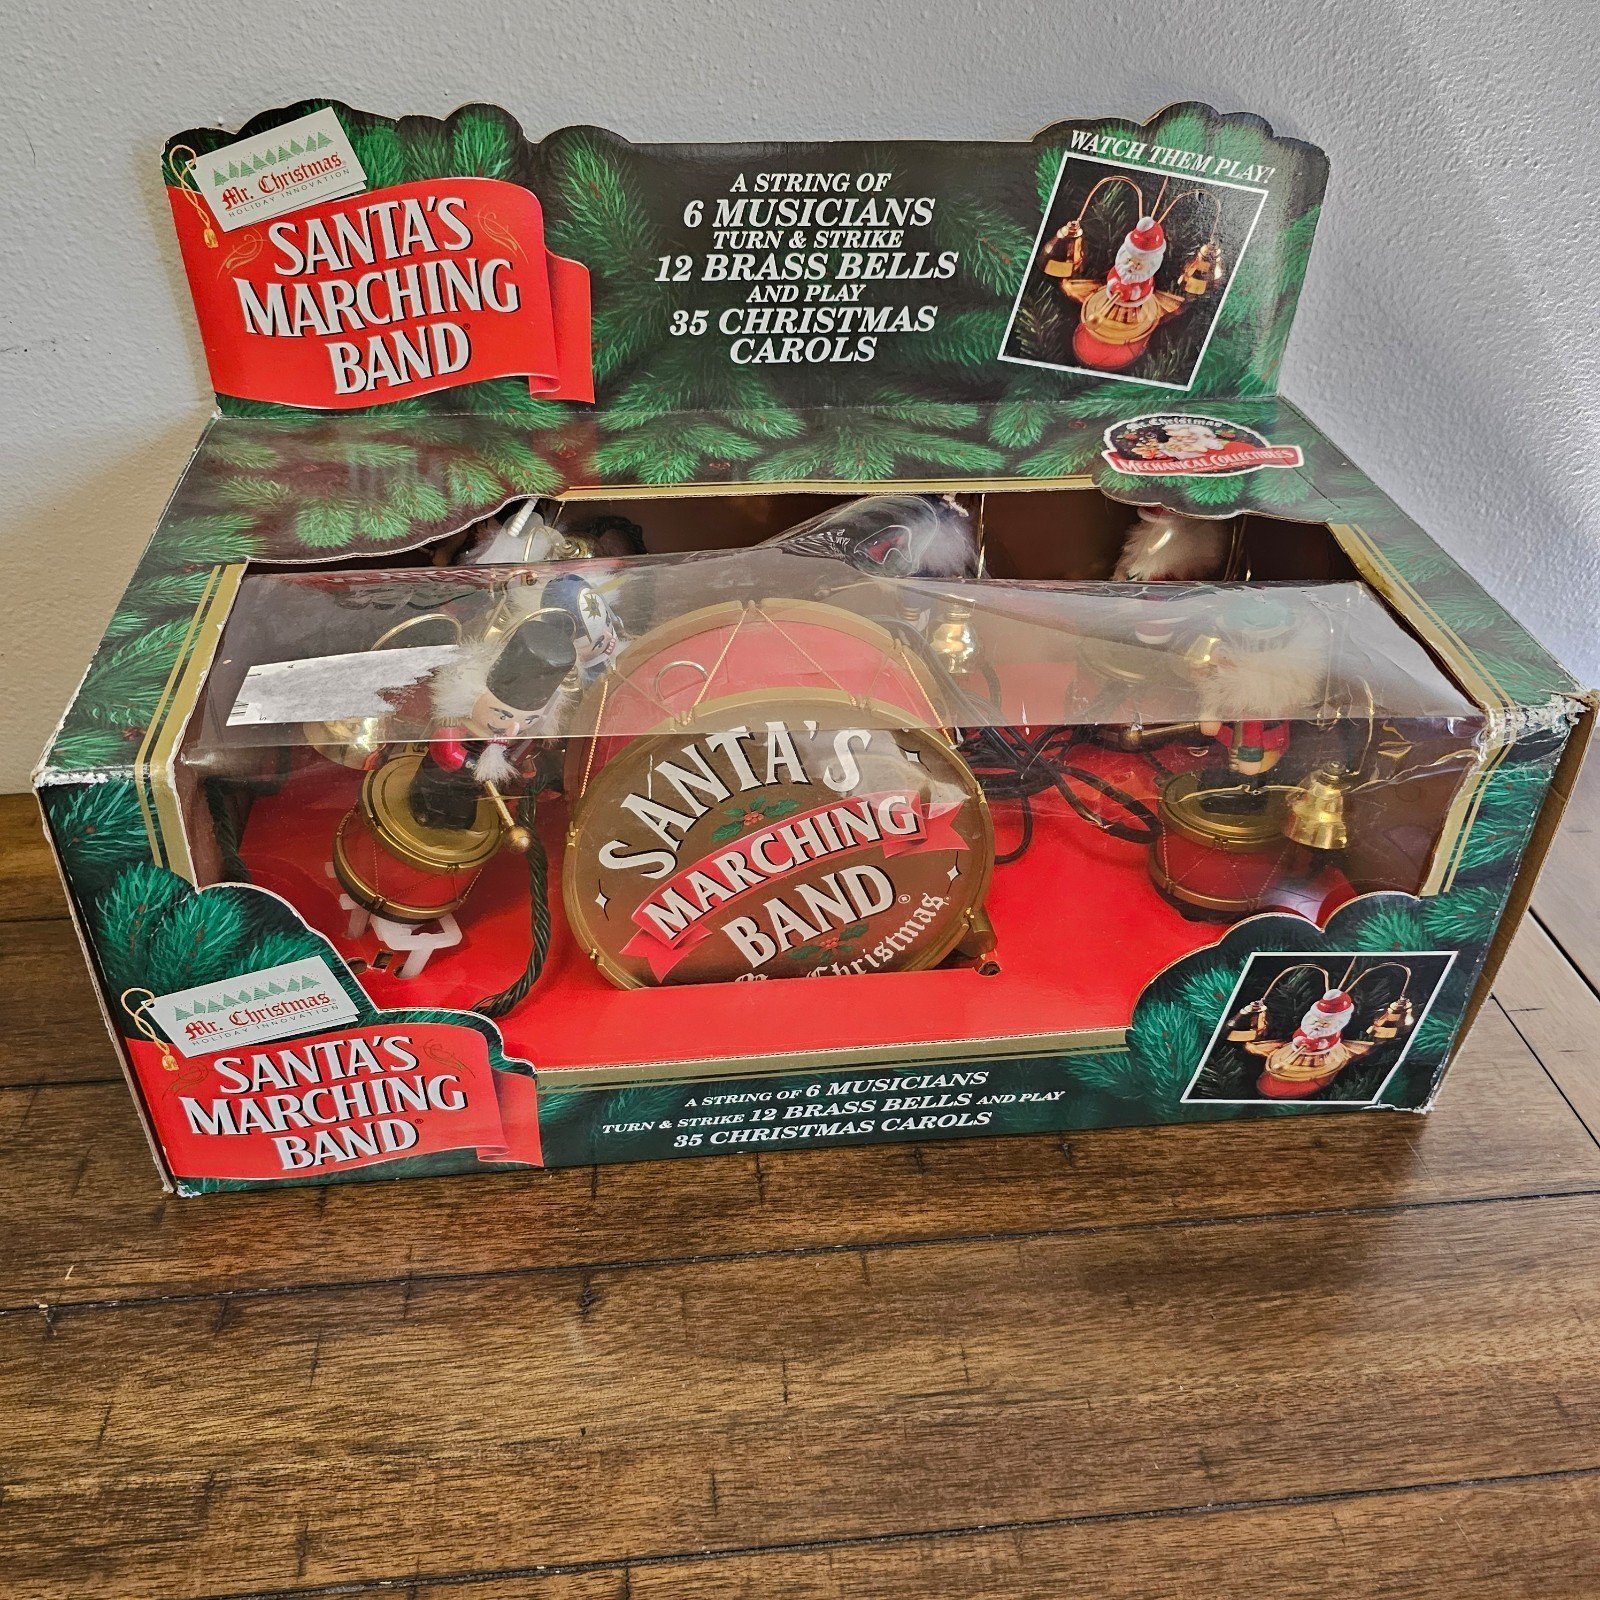 Mr. Christmas
HOLIDAY INNOVATION
SANTA'S
MARCHING
BAND®
A STRING OF
6 MUSICIANS
TURN & STRIKE
12 BRASS BELLS
AND PLAY
35 CHRISTMAS
CAROLS
WATCH THEM PLAY!
Mr. Christmas
MECHANICAL COLLECTIBLES
SANTA'S
MARCHING
BAND®
Mr. Christmas®
Mr. Christmas
HOLIDAY INNOVATION
SANTA'S
MARCHING
BAND®
A STRING OF 6 MUSICIANS
TURN & STRIKE 12 BRASS BELLS AND PLAY
35 CHRISTMAS CAROLS